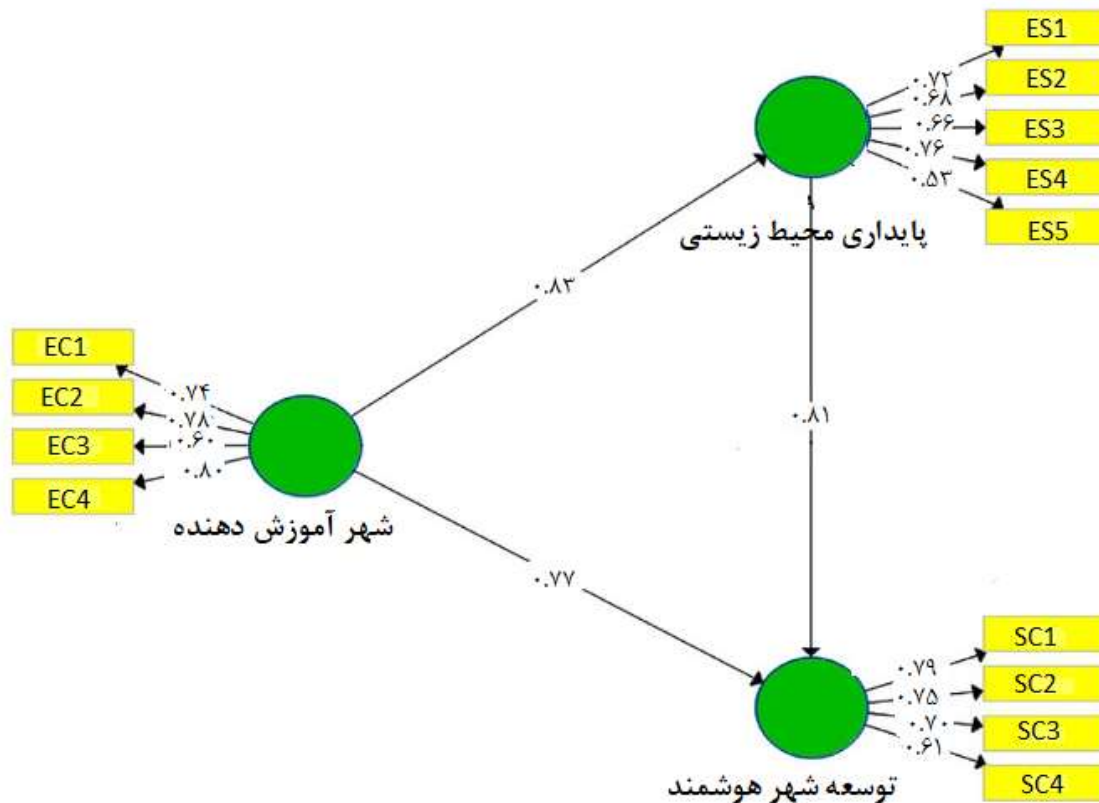 ES1
ES2
ES3
ES4
ES5
۰.۷۲
۰.۶۸
۰.۶۶
۰.۷۶
۰.۵۳
پایداری محیط زیستی
۰.۸۳
EC1
EC2
EC3
EC4
۰.۷۴
۰.۷۸
۰.۶۰
۰.۸۰
شهر آموزش دهنده
۰.۸۱
۰.۷۷
SC1
SC2
SC3
SC4
۰.۷۹
۰.۷۵
۰.۷۰
۰.۶۱
توسعه شهر هوشمند